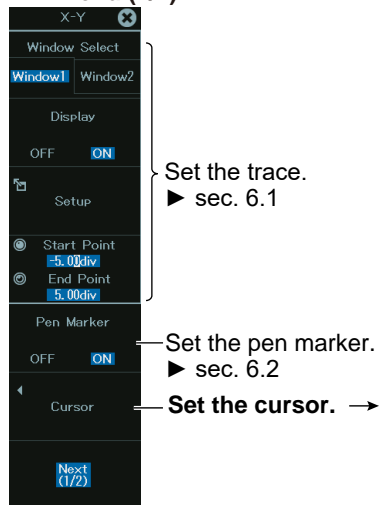 X-Y
Window Select
Window1 Window2
Display
OFF ON
Setup
Start Point
-5.00div
End Point
5.00div
Set the trace.
► sec. 6.1
Pen Marker
OFF ON
Set the pen marker.
► sec. 6.2
Cursor
Set the cursor. →
Next
(1/2)